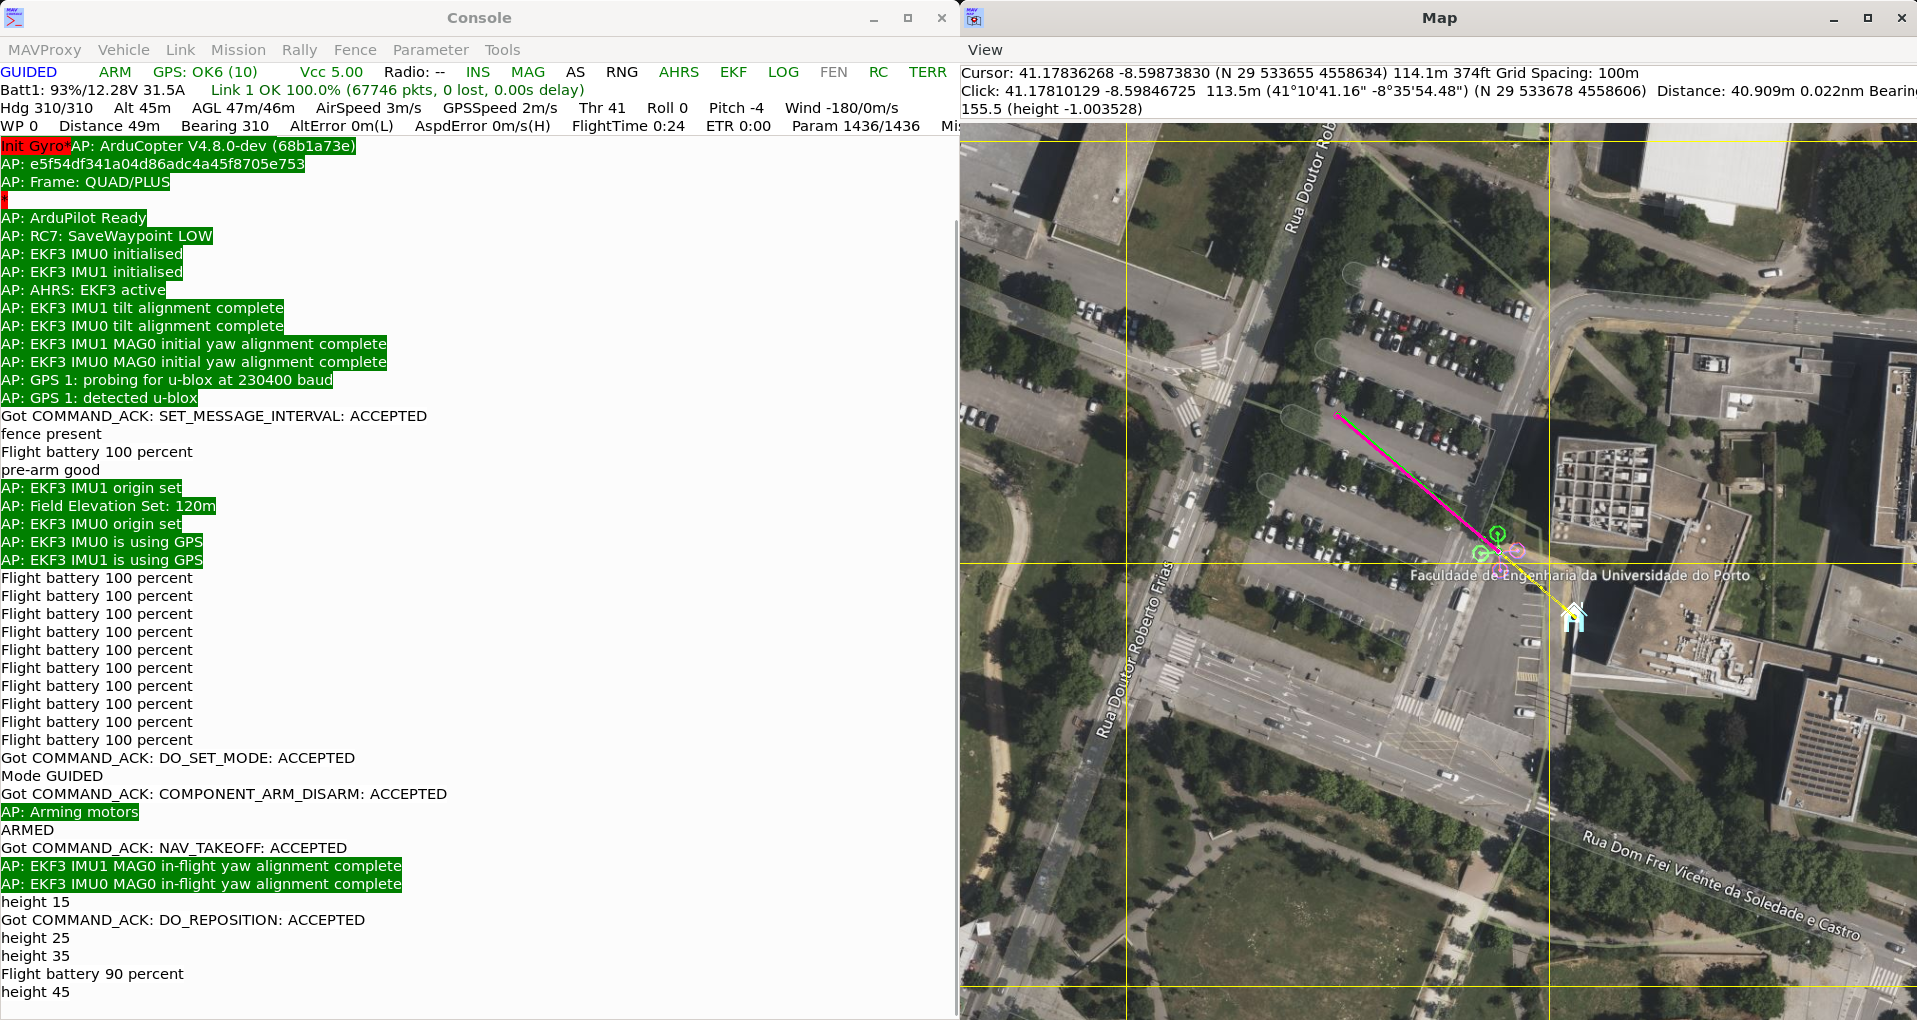 Console
MAVProxy Vehicle Link Mission Rally Fence Parameter Tools
GUIDED ARM GPS: OK6 (10) Vcc 5.00 Radio: -- INS MAG AS RNG AHRS EKF LOG FEN RC TERR
Batt1: 93%/12.28V 31.5A Link 1 OK 100.0% (67746 pkts, 0 lost, 0.00s delay)
Hdg 310/310 Alt 45m AGL 47m/46m AirSpeed 3m/s GPSSpeed 2m/s Thr 41 Roll 0 Pitch -4 Wind -180/0m/s
WP 0 Distance 49m Bearing 310 AltError 0m(L) AspdError 0m/s(H) FlightTime 0:24 ETR 0:00 Param 1436/1436 Mis
Init Gyro*AP: ArduCopter V4.8.0-dev (68b1a73e)
AP: e5f54df341a04d86adc4a45f8705e753
AP: Frame: QUAD/PLUS
*
AP: ArduPilot Ready
AP: RC7: SaveWaypoint LOW
AP: EKF3 IMU0 initialised
AP: EKF3 IMU1 initialised
AP: AHRS: EKF3 active
AP: EKF3 IMU1 tilt alignment complete
AP: EKF3 IMU0 tilt alignment complete
AP: EKF3 IMU1 MAG0 initial yaw alignment complete
AP: EKF3 IMU0 MAG0 initial yaw alignment complete
AP: GPS 1: probing for u-blox at 230400 baud
AP: GPS 1: detected u-blox
Got COMMAND_ACK: SET_MESSAGE_INTERVAL: ACCEPTED
fence present
Flight battery 100 percent
pre-arm good
AP: EKF3 IMU1 origin set
AP: Field Elevation Set: 120m
AP: EKF3 IMU0 origin set
AP: EKF3 IMU0 is using GPS
AP: EKF3 IMU1 is using GPS
Flight battery 100 percent
Flight battery 100 percent
Flight battery 100 percent
Flight battery 100 percent
Flight battery 100 percent
Flight battery 100 percent
Flight battery 100 percent
Flight battery 100 percent
Flight battery 100 percent
Flight battery 100 percent
Got COMMAND_ACK: DO_SET_MODE: ACCEPTED
Mode GUIDED
Got COMMAND_ACK: COMPONENT_ARM_DISARM: ACCEPTED
AP: Arming motors
ARMED
Got COMMAND_ACK: NAV_TAKEOFF: ACCEPTED
AP: EKF3 IMU1 MAG0 in-flight yaw alignment complete
AP: EKF3 IMU0 MAG0 in-flight yaw alignment complete
height 15
Got COMMAND_ACK: DO_REPOSITION: ACCEPTED
height 25
height 35
Flight battery 90 percent
height 45
Map
View
Cursor: 41.17836268 -8.59873830 (N 29 533655 4558634) 114.1m 374ft Grid Spacing: 100m
Click: 41.17810129 -8.59846725 113.5m (41°10'41.16" -8°35'54.48") (N 29 533678 4558606) Distance: 40.909m 0.022nm Bearin
155.5 (height -1.003528)
Rua Doutor Rob
Faculdade de Engenharia da Universidade do Porto
Rua Doutor Roberto Frias
Rua Dom Frei Vicente da Soledade e Castro